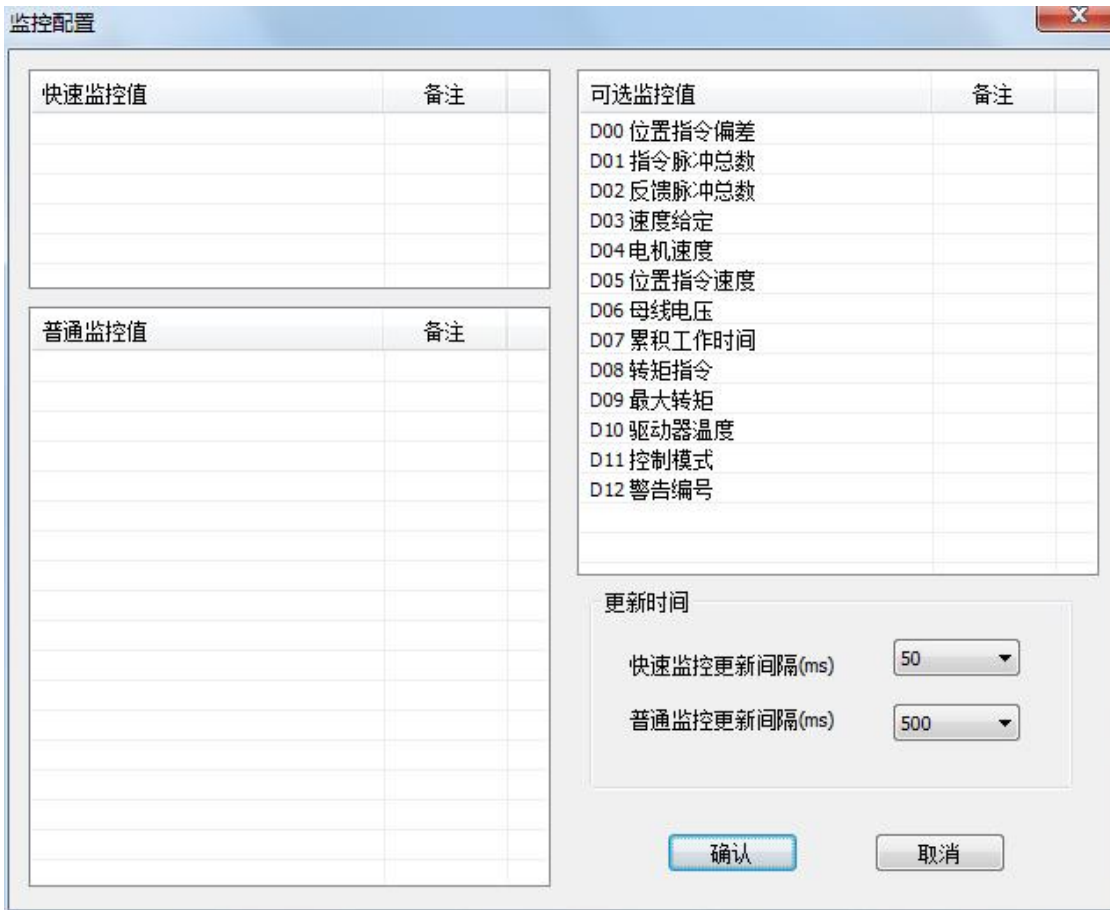 监控配置
快速监控值 备注
普通监控值 备注
可选监控值 备注
D00 位置指令偏差
D01 指令脉冲总数
D02 反馈脉冲总数
D03 速度给定
D04 电机速度
D05 位置指令速度
D06 母线电压
D07 累积工作时间
D08 转矩指令
D09 最大转矩
D10 驱动器温度
D11 控制模式
D12 警告编号
更新时间
快速监控更新间隔(ms) 50
普通监控更新间隔(ms) 500
确认 取消